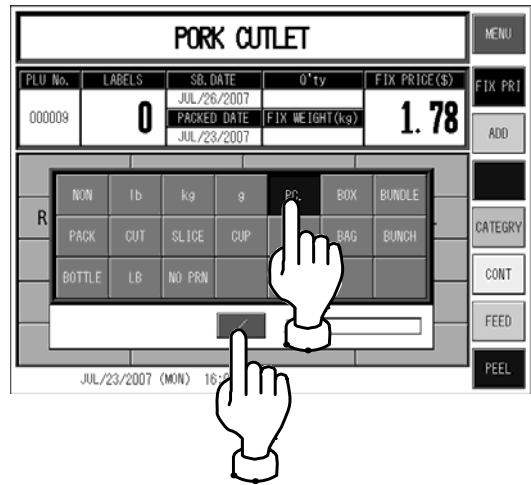 PORK CUTLET
MENU
PLU No. LABELS SB.DATE Q'ty FIX PRICE($)
FIX PRI
JUL/26/2007
000009 0 PACKED DATE FIX WEIGHT(kg) 1.78
JUL/23/2007
ADD
NON lb kg g PC. BOX BUNDLE
R
PACK CUT SLICE CUP BAG BUNCH
CATEGRY
BOTTLE LB NO PRN
CONT
FEED
JUL/23/2007 (MON) 16:
PEEL